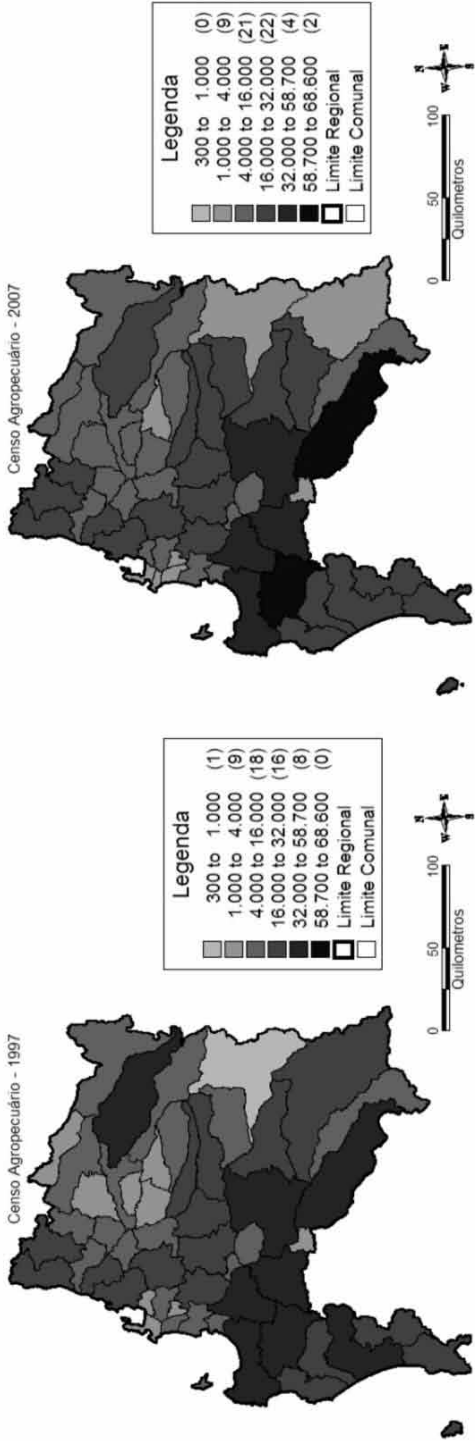 Censo Agropecuário - 1997
Legenda
300 to 1.000 (1)
1.000 to 4.000 (9)
4.000 to 16.000 (18)
16.000 to 32.000 (16)
32.000 to 58.700 (8)
58.700 to 68.600 (0)
Limite Regional
Limite Comunal
N
W E
S
0 50 100
Quilometros
Censo Agropecuário - 2007
Legenda
300 to 1.000 (0)
1.000 to 4.000 (9)
4.000 to 16.000 (21)
16.000 to 32.000 (22)
32.000 to 58.700 (4)
58.700 to 68.600 (2)
Limite Regional
Limite Comunal
N
W E
S
0 50 100
Quilometros